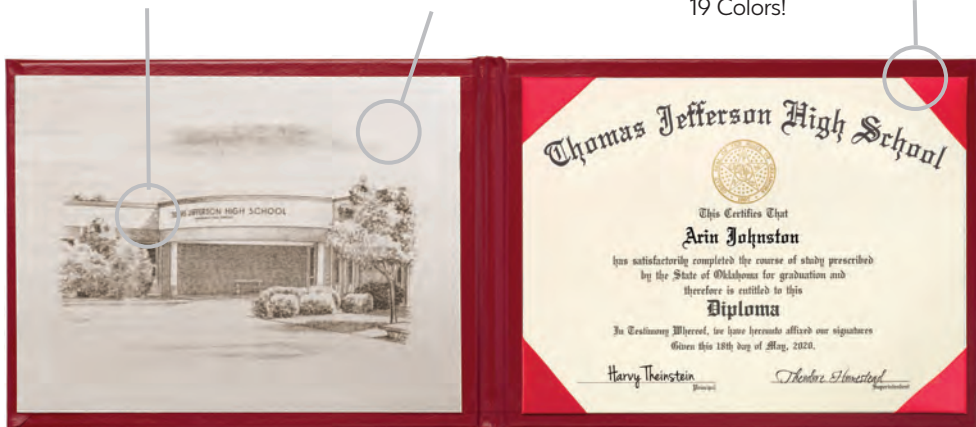 19 Colors!
JEFFERSON HIGH SCHOOL
Thomas Jefferson High School
This Certifies That
Arin Johnston
has satisfactorily completed the course of study prescribed
by the State of Oklahoma for graduation and
therefore is entitled to this
Diploma
In Testimony Whereof, we have hereunto affixed our signatures
Given this 18th day of May, 2020.
Harvy Theinstein
Theodore
Principal
Superintendent